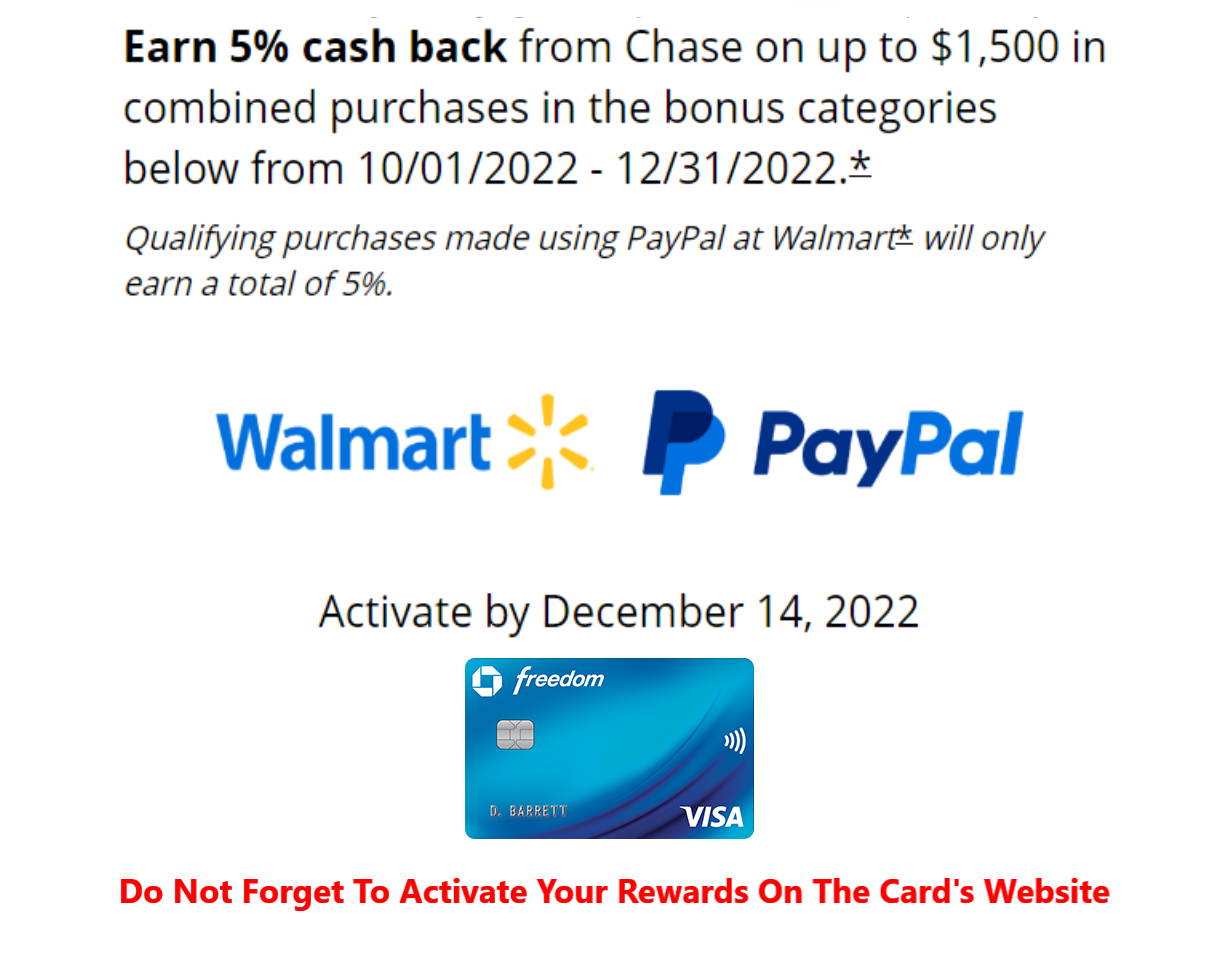 Earn 5% cash back from Chase on up to $1,500 in
combined purchases in the bonus categories
below from 10/01/2022 - 12/31/2022.*
Qualifying purchases made using PayPal at Walmart* will only
earn a total of 5%.
Walmart PayPal
Activate by December 14, 2022
freedom
D. BARRETT
VISA
Do Not Forget To Activate Your Rewards On The Card's Website